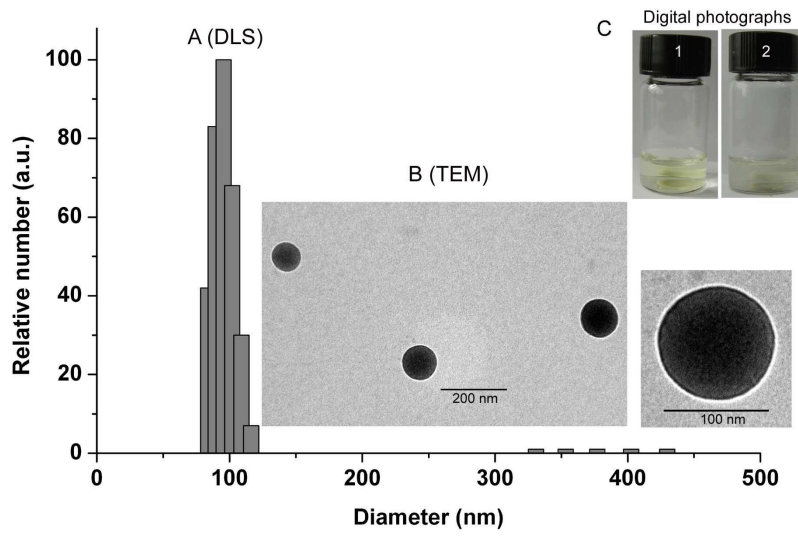 Digital photographs
A (DLS)
C
1
2
B (TEM)
200 nm
100 nm
Relative number (a.u.)
100
80
60
40
20
0
0
100
200
300
400
500
Diameter (nm)